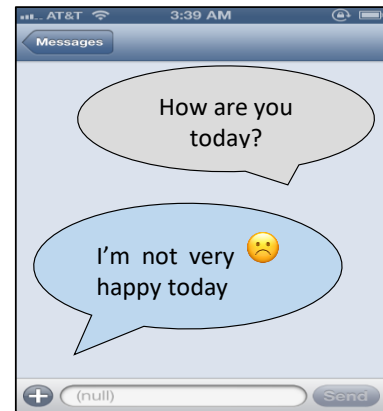 AT&T 3:39 AM
Messages
How are you
today?
I'm not very
happy today
(null)
Send